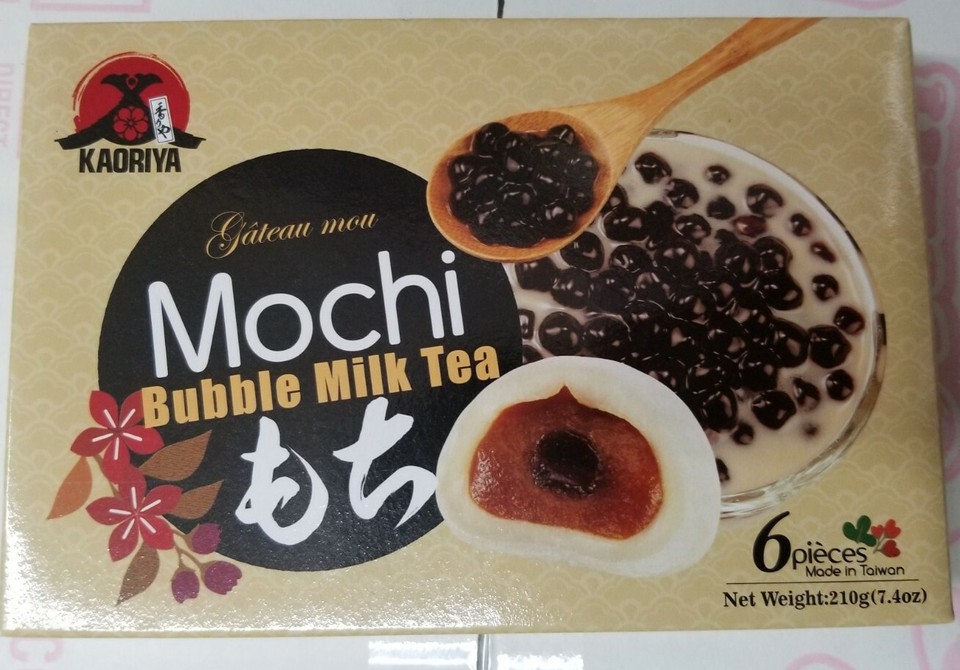 香のや
KAORIYA
Gâteau mou
Mochi
Bubble Milk Tea
もち
6pièces
Made in Taiwan
Net Weight:210g(7.4oz)